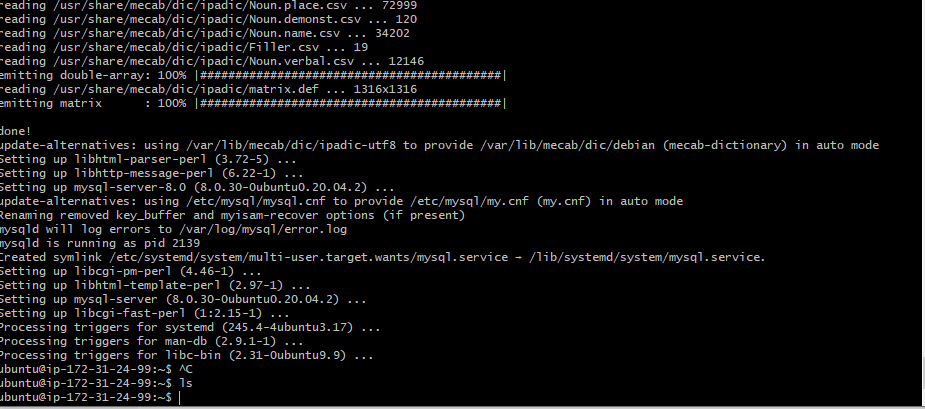 reading /usr/share/mecab/dic/ipadic/Noun.place.csv ... 72999
reading /usr/share/mecab/dic/ipadic/Noun.demonst.csv ... 120
reading /usr/share/mecab/dic/ipadic/Noun.name.csv ... 34202
reading /usr/share/mecab/dic/ipadic/Filler.csv ... 19
reading /usr/share/mecab/dic/ipadic/Noun.verbal.csv ... 12146
emitting double-array: 100% |###########################################|
reading /usr/share/mecab/dic/ipadic/matrix.def ... 1316x1316
emitting matrix      : 100% |###########################################|
done!
update-alternatives: using /var/lib/mecab/dic/ipadic-utf8 to provide /var/lib/mecab/dic/debian (mecab-dictionary) in auto mode
Setting up libhtml-parser-perl (3.72-5) ...
Setting up libhttp-message-perl (6.22-1) ...
Setting up mysql-server-8.0 (8.0.30-0ubuntu0.20.04.2) ...
update-alternatives: using /etc/mysql/mysql.cnf to provide /etc/mysql/my.cnf (my.cnf) in auto mode
Renaming removed key_buffer and myisam-recover options (if present)
mysqld will log errors to /var/log/mysql/error.log
mysqld is running as pid 2139
Created symlink /etc/systemd/system/multi-user.target.wants/mysql.service → /lib/systemd/system/mysql.service.
Setting up libcgi-pm-perl (4.46-1) ...
Setting up libhtml-template-perl (2.97-1) ...
Setting up mysql-server (8.0.30-0ubuntu0.20.04.2) ...
Setting up libcgi-fast-perl (1:2.15-1) ...
Processing triggers for systemd (245.4-4ubuntu3.17) ...
Processing triggers for man-db (2.9.1-1) ...
Processing triggers for libc-bin (2.31-0ubuntu9.9) ...
ubuntu@ip-172-31-24-99:~$ ^C
ubuntu@ip-172-31-24-99:~$ ls
ubuntu@ip-172-31-24-99:~$